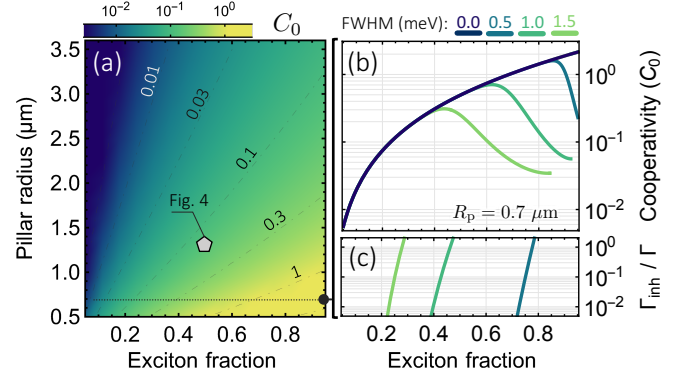 10⁻² 10⁻¹ 10⁰ C₀
FWHM (meV): 0.0 0.5 1.0 1.5
(a)
3.5
3.0
2.5
2.0
1.5
1.0
0.5
Pillar radius (μm)
0.01
0.03
0.1
0.3
1
Fig. 4
0.2 0.4 0.6 0.8
Exciton fraction
(b)
R_P = 0.7 μm
10⁰
10⁻¹
10⁻²
Cooperativity (C₀)
(c)
10⁰
10⁻¹
10⁻²
Γ_inh / Γ
0.2 0.4 0.6 0.8
Exciton fraction